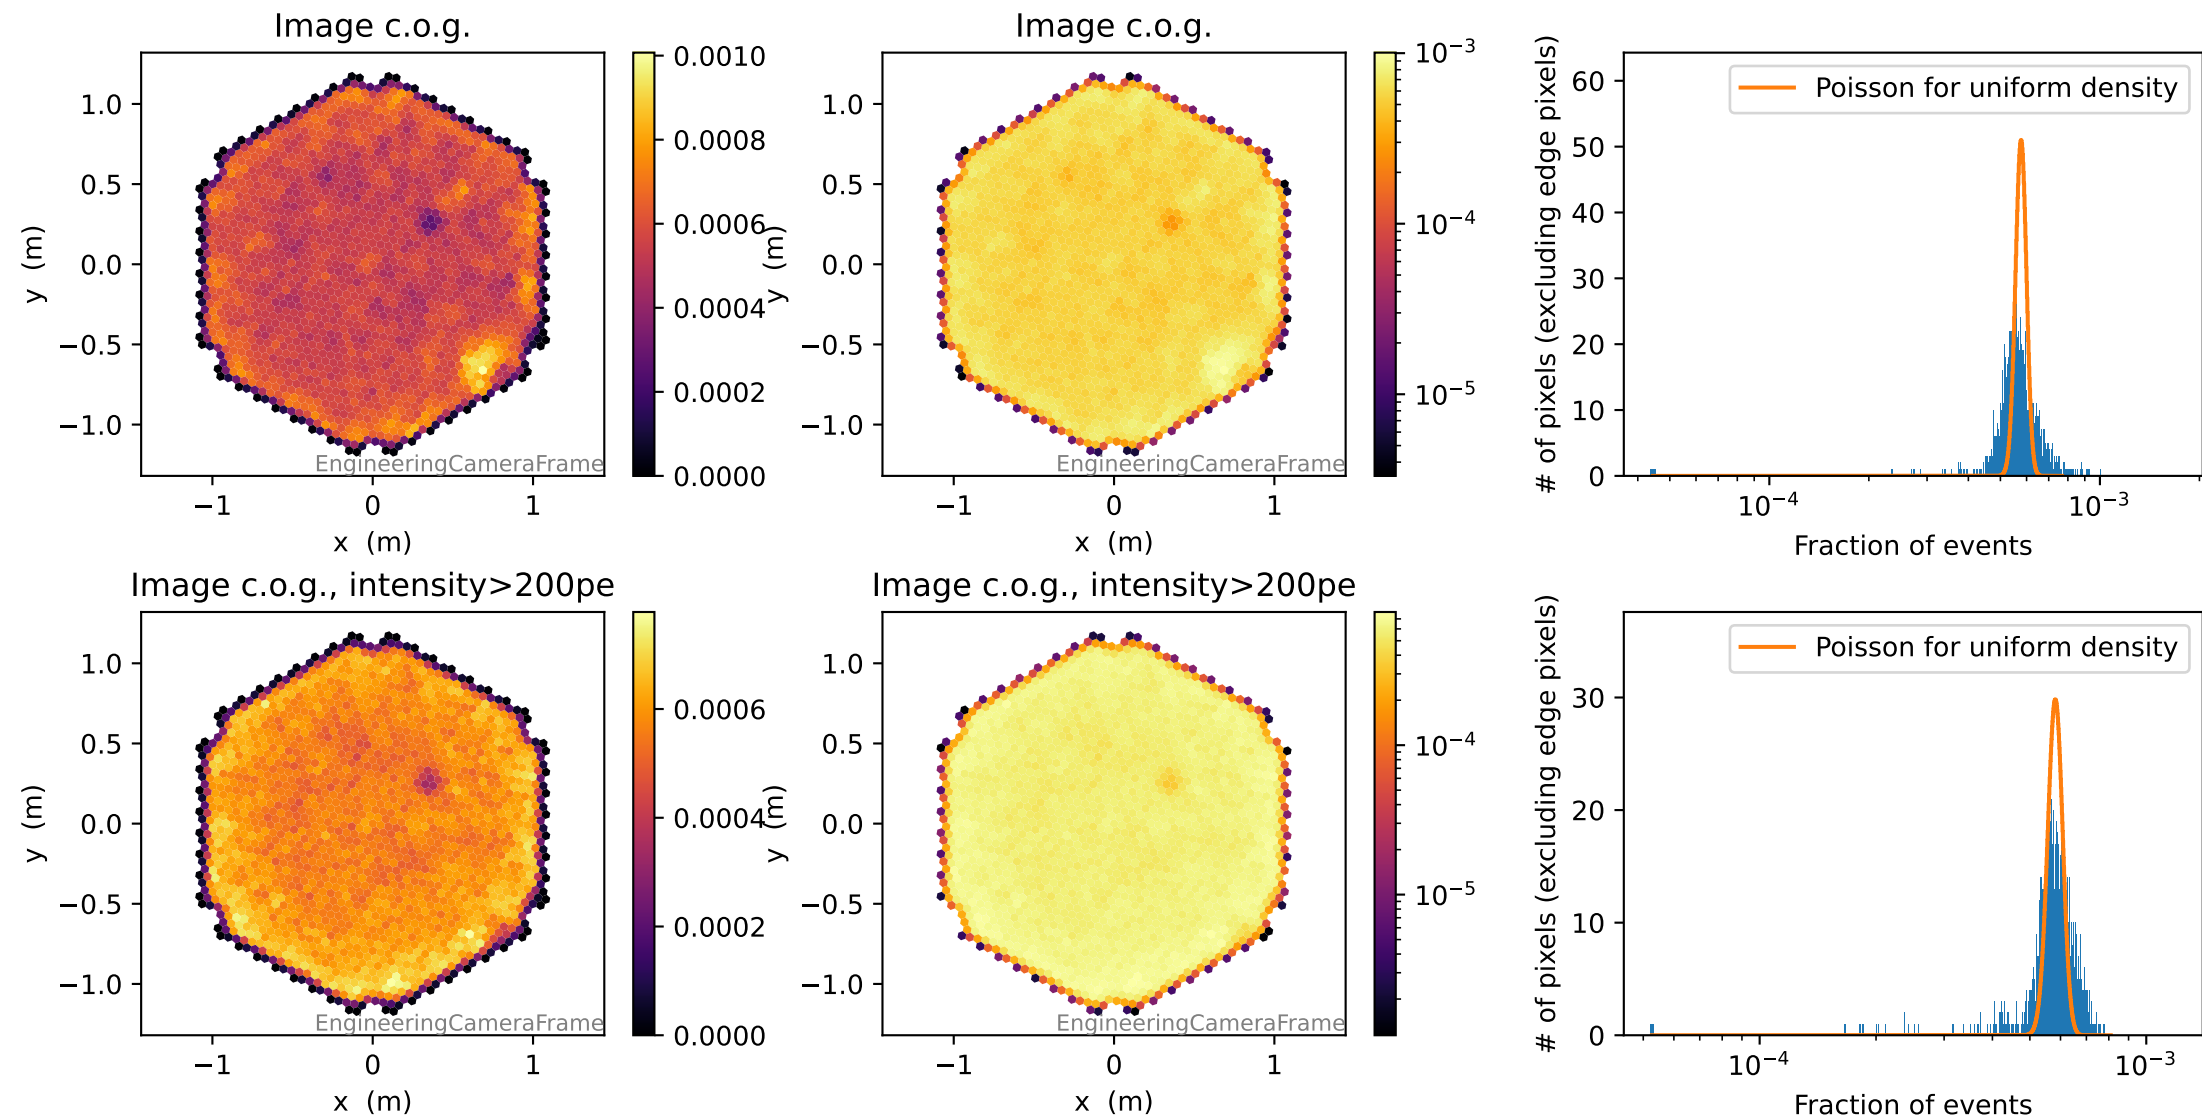 Image c.o.g.
1.0
0.5
0.0
−0.5
−1.0
y (m)
−1
0
1
x (m)
EngineeringCameraFrame
0.0010
0.0008
0.0006
0.0004
0.0002
0.0000
Image c.o.g.
1.0
0.5
0.0
−0.5
−1.0
y (m)
−1
0
1
x (m)
EngineeringCameraFrame
10⁻³
10⁻⁴
10⁻⁵
# of pixels (excluding edge pixels)
60
50
40
30
20
10
0
Poisson for uniform density
10⁻⁴
10⁻³
Fraction of events
Image c.o.g., intensity>200pe
1.0
0.5
0.0
−0.5
−1.0
y (m)
−1
0
1
x (m)
EngineeringCameraFrame
0.0006
0.0004
0.0002
0.0000
Image c.o.g., intensity>200pe
1.0
0.5
0.0
−0.5
−1.0
y (m)
−1
0
1
x (m)
EngineeringCameraFrame
10⁻⁴
10⁻⁵
# of pixels (excluding edge pixels)
30
20
10
0
Poisson for uniform density
10⁻⁴
10⁻³
Fraction of events